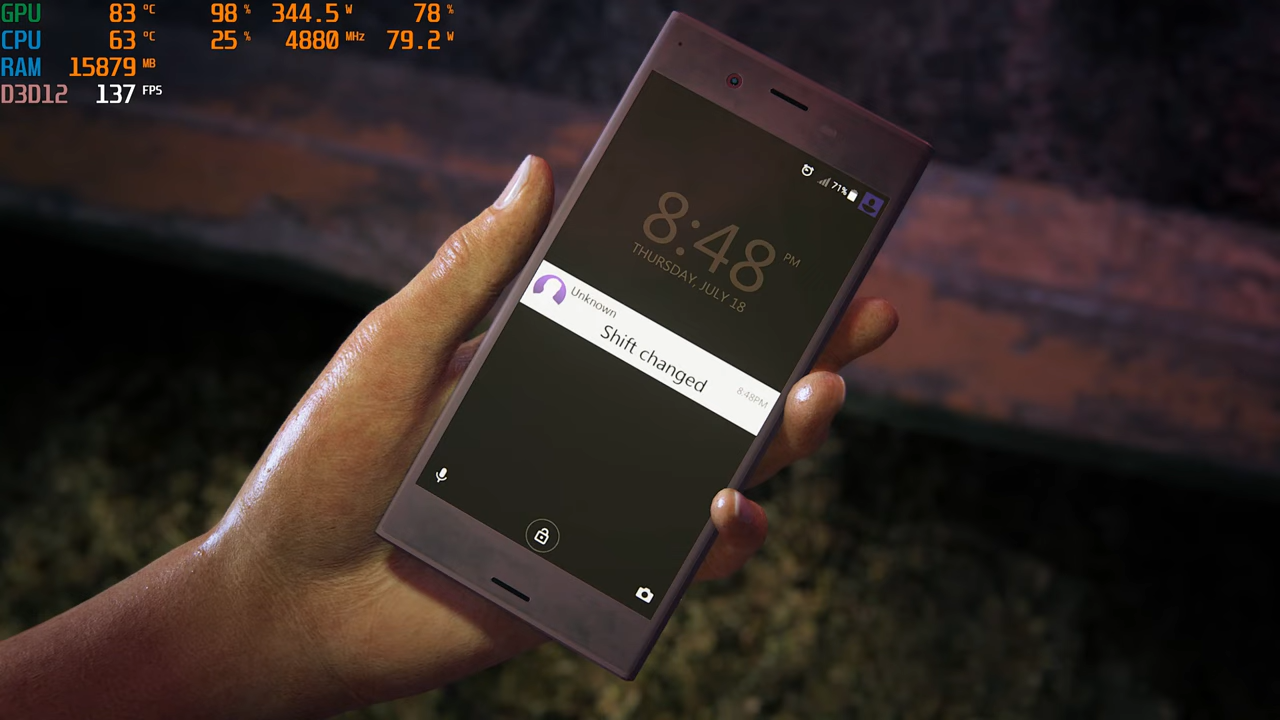 GPU 83 °C 98 % 344.5 W 78 %
CPU 63 °C 25 % 4880 MHz 79.2 W
RAM 15879 MB
D3D12 137 FPS
71%
8:48 PM
THURSDAY, JULY 18
Unknown
Shift changed
8:48PM